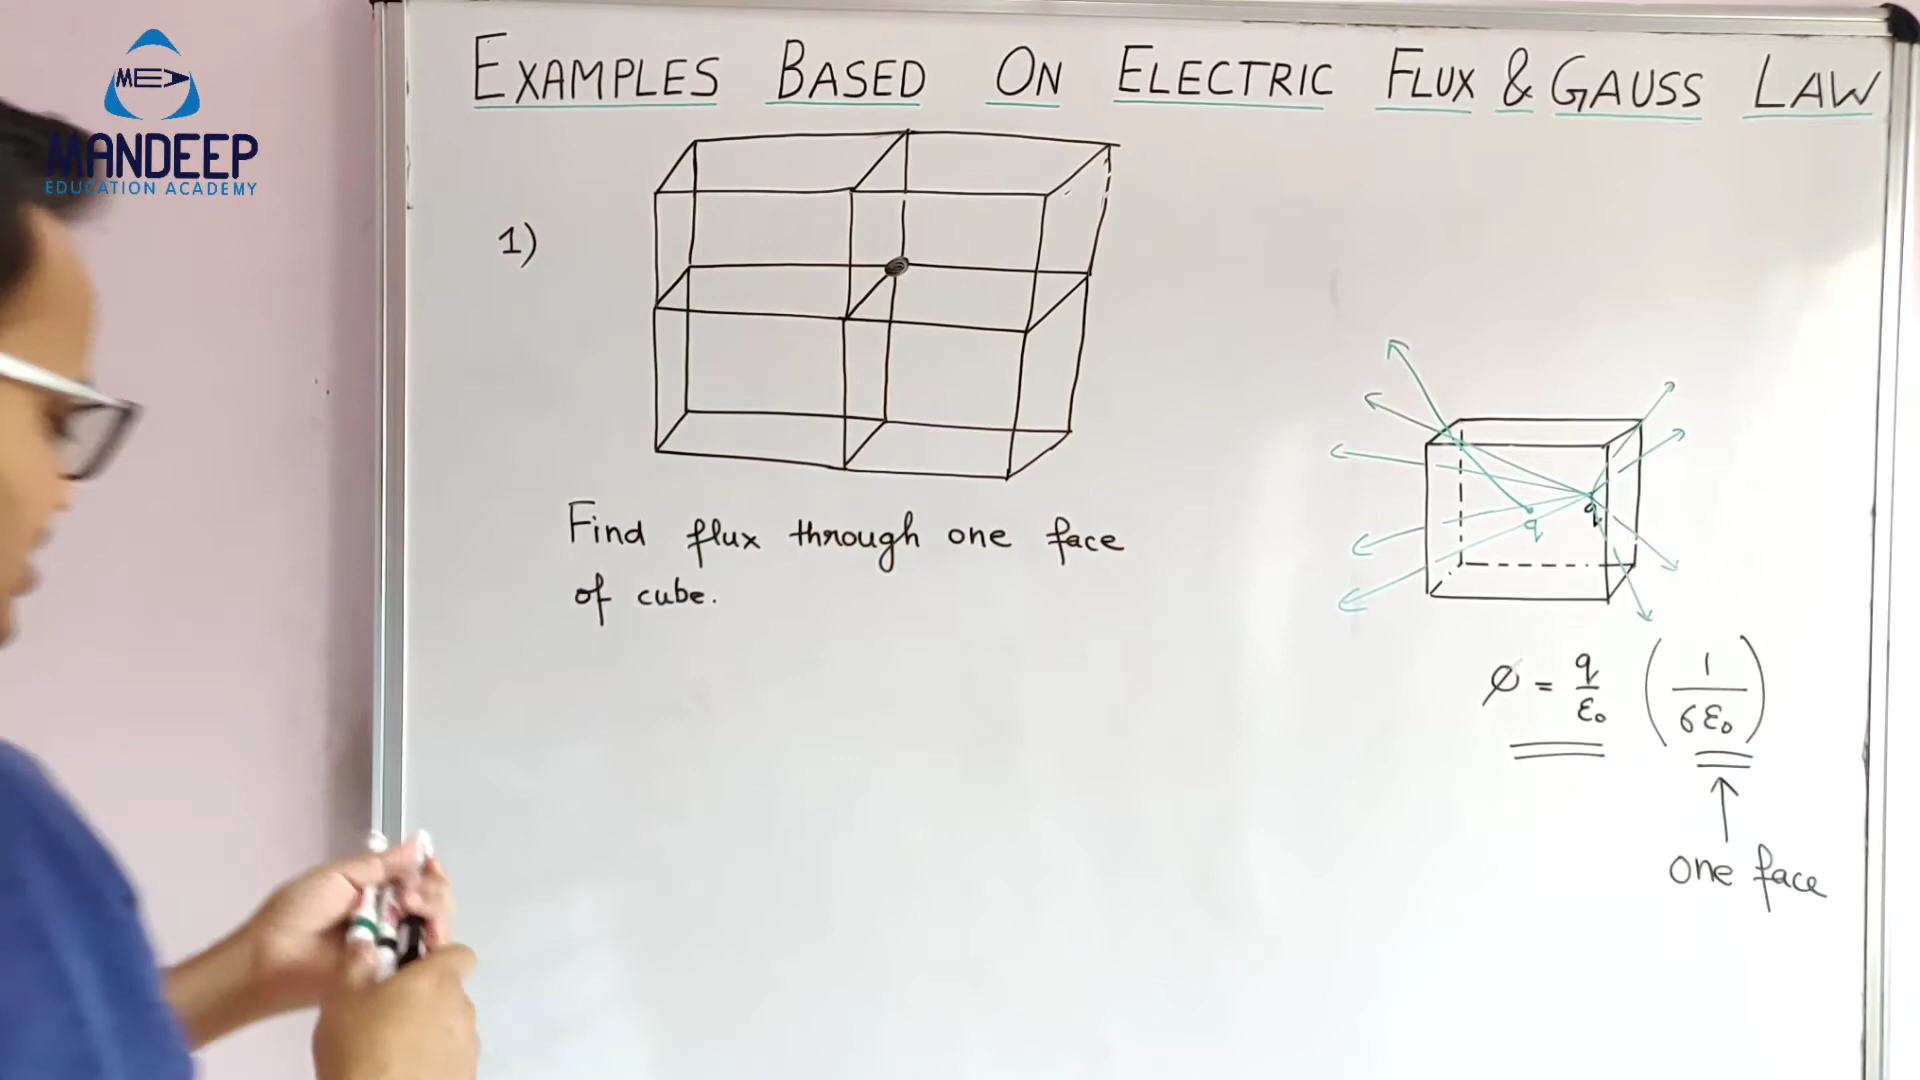 MEA
MANDEEP
EDUCATION ACADEMY
EXAMPLES BASED ON ELECTRIC FLUX & GAUSS LAW
1)
Find flux through one face
of cube.
q
q
Ø = q/ε₀ (1/6ε₀)
one face